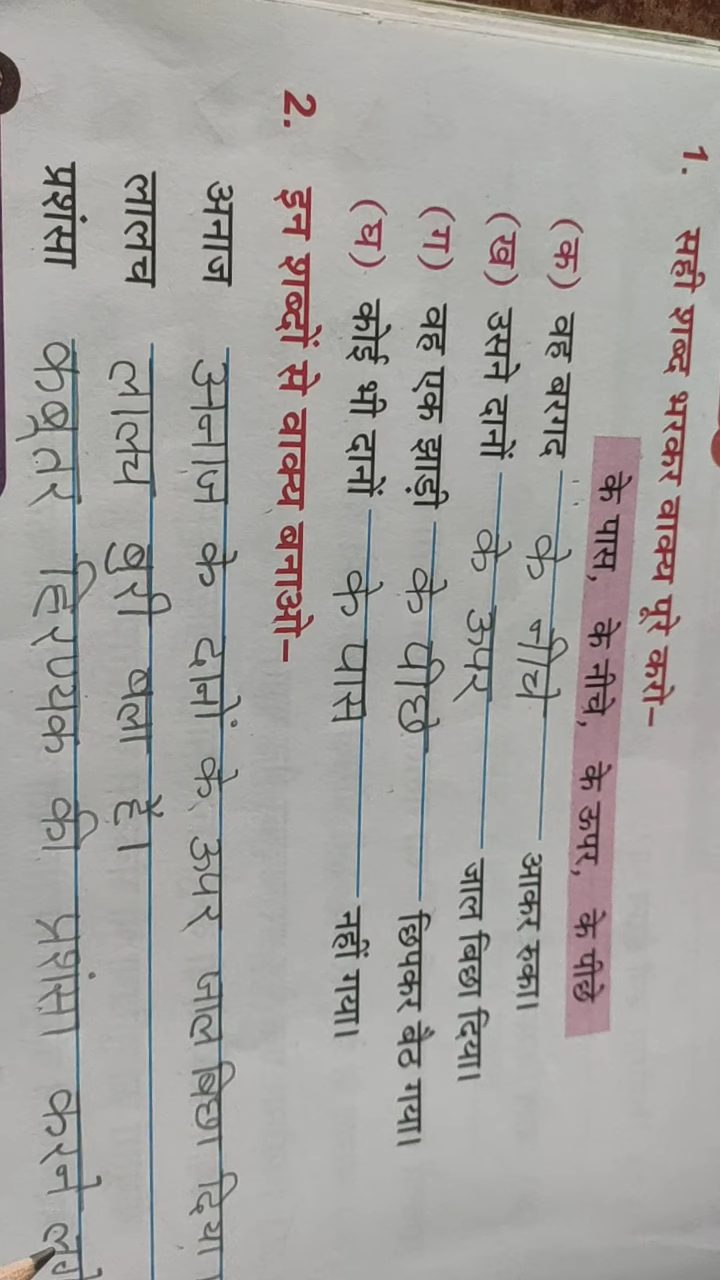 1. सही शब्द भरकर वाक्य पूरे करो–
के पास, के नीचे, के ऊपर, के पीछे
(क) वह बरगद के नीचे आकर रुका।
(ख) उसने दानों के ऊपर जाल बिछा दिया।
(ग) वह एक झाड़ी के पीछे छिपकर बैठ गया।
(घ) कोई भी दानों के पास नहीं गया।
2. इन शब्दों से वाक्य बनाओ–
अनाज अनाज के दानों के ऊपर जाल बिछा दिया।
लालच लालच बुरी बला है।
प्रशंसा कबूतर हिरण्यक की प्रशंसा करने लगे